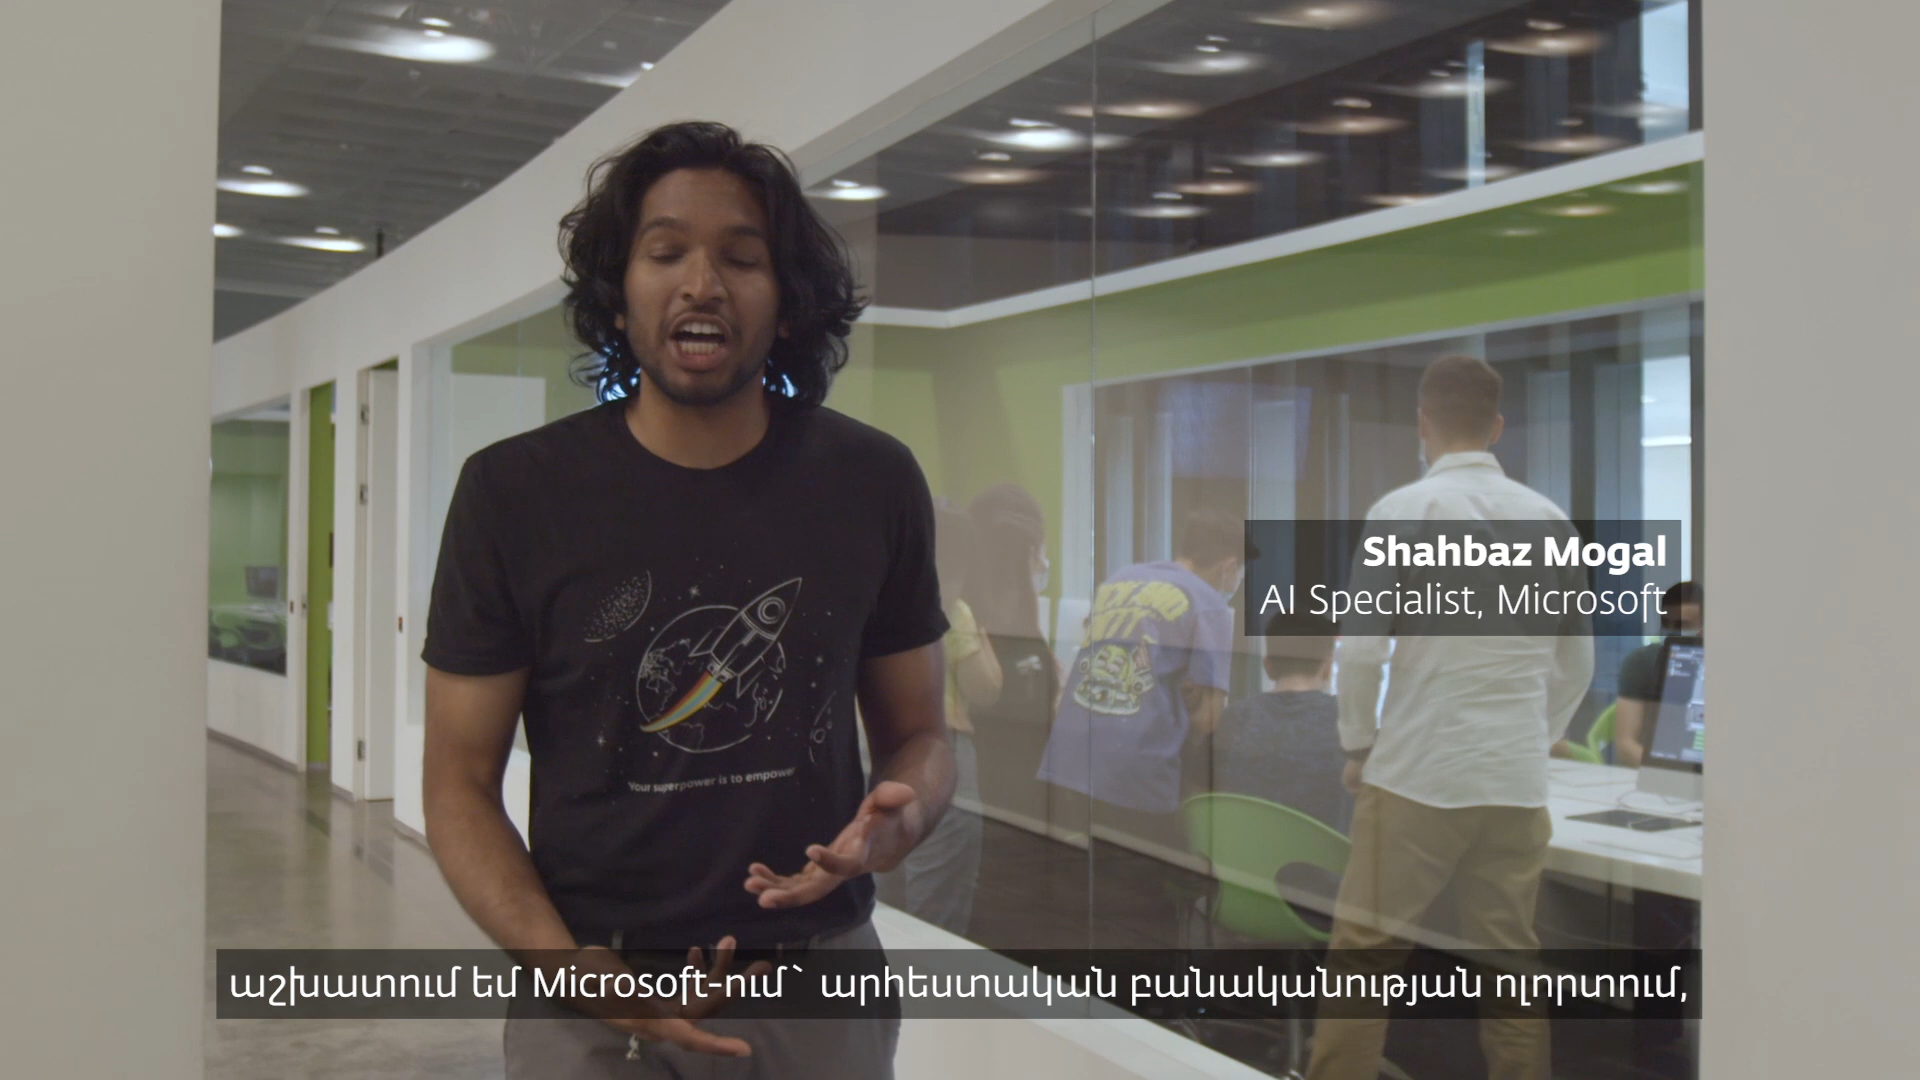 Shahbaz Mogal
AI Specialist, Microsoft
Your superpower is to empower
աշխատում եմ Microsoft-ում` արհեստական բանականության ոլորտում,